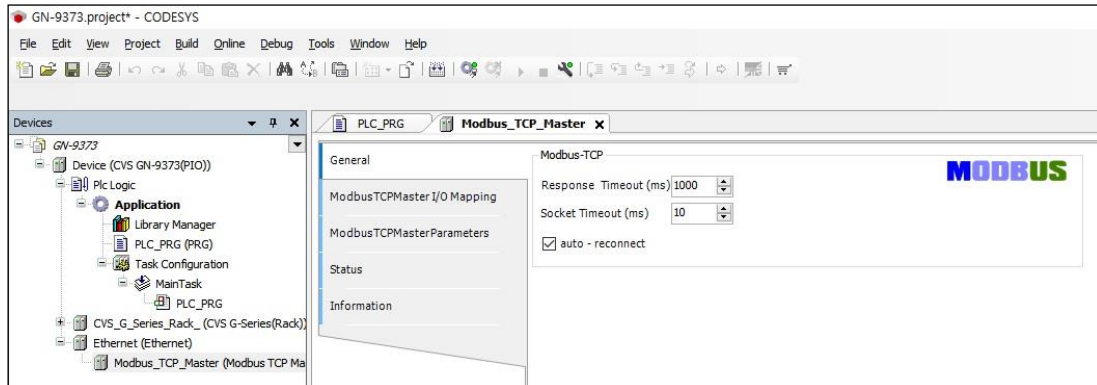 GN-9373.project* - CODESYS
File Edit View Project Build Online Debug Tools Window Help
Devices
GN-9373
Device (CVS GN-9373(PIO))
Plc Logic
Application
Library Manager
PLC_PRG (PRG)
Task Configuration
MainTask
PLC_PRG
CVS_G_Series_Rack_ (CVS G-Series(Rack))
Ethernet (Ethernet)
Modbus_TCP_Master (Modbus TCP Ma
PLC_PRG Modbus_TCP_Master X
General
ModbusTCPMaster I/O Mapping
ModbusTCPMasterParameters
Status
Information
Modbus-TCP
MODBUS
Response Timeout (ms) 1000
Socket Timeout (ms) 10
auto - reconnect